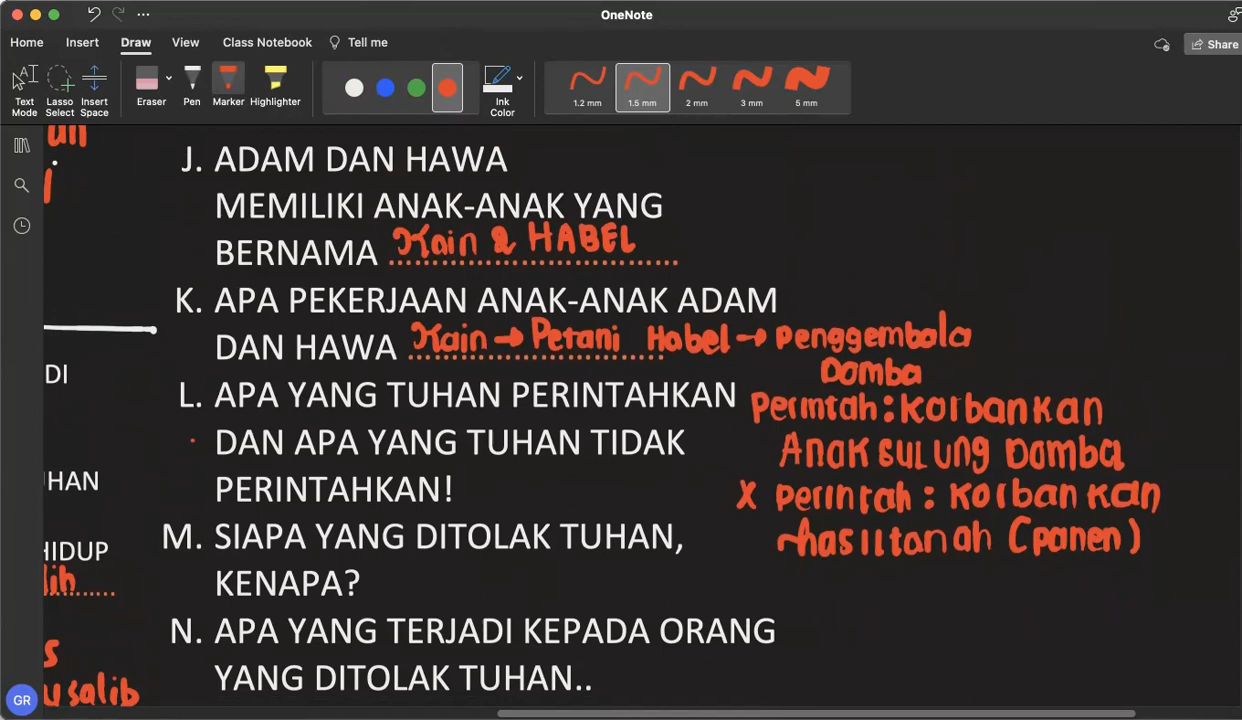 OneNote
Home Insert Draw View Class Notebook Tell me
Share
Text Mode
Lasso Select
Insert Space
Eraser
Pen
Marker
Highlighter
Ink Color
1.2 mm
1.5 mm
2 mm
3 mm
5 mm
J. ADAM DAN HAWA
MEMILIKI ANAK-ANAK YANG
BERNAMA Kain & HABEL
K. APA PEKERJAAN ANAK-ANAK ADAM
DAN HAWA Kain → Petani Habel → Penggembala
Domba
L. APA YANG TUHAN PERINTAHKAN
DAN APA YANG TUHAN TIDAK
PERINTAHKAN!
Perintah : Korbankan
Anak sulung Domba
X perintah : korbankan
hasil tanah (panen)
M. SIAPA YANG DITOLAK TUHAN,
KENAPA?
N. APA YANG TERJADI KEPADA ORANG
YANG DITOLAK TUHAN..
DI
UHAN
HIDUP
lib
s
u salib
GR